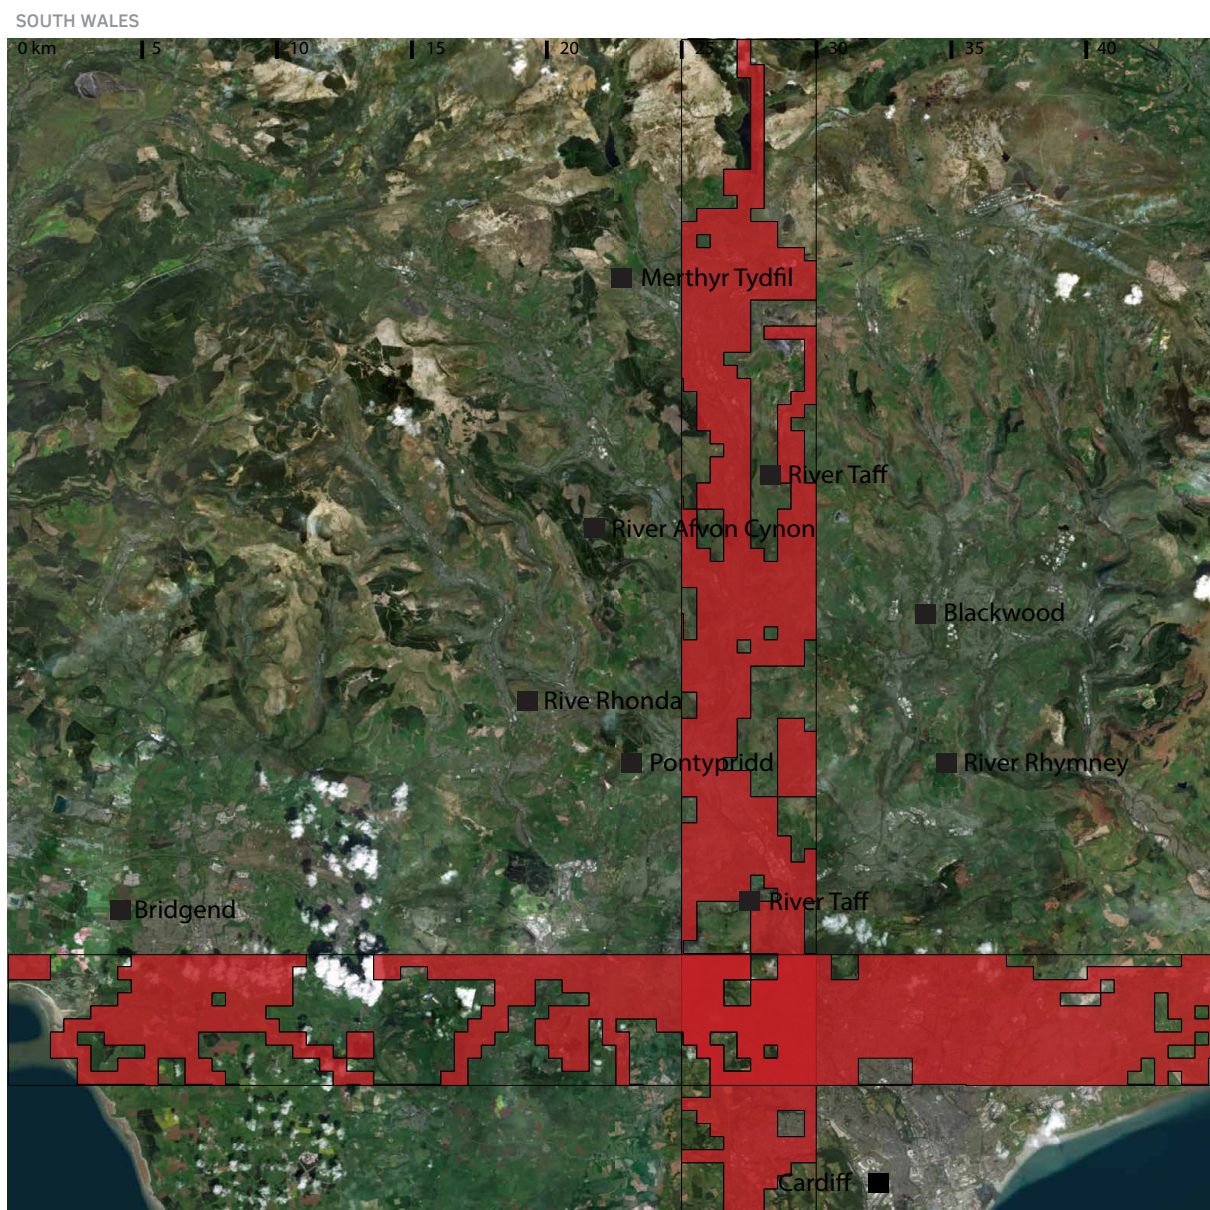 SOUTH WALES
0 km 5 10 15 20 25 30 35 40
Merthyr Tydfil
River Taff
River Afvon Cynon
Blackwood
Rive Rhonda
Pontypridd
River Rhymney
River Taff
Bridgend
Cardiff